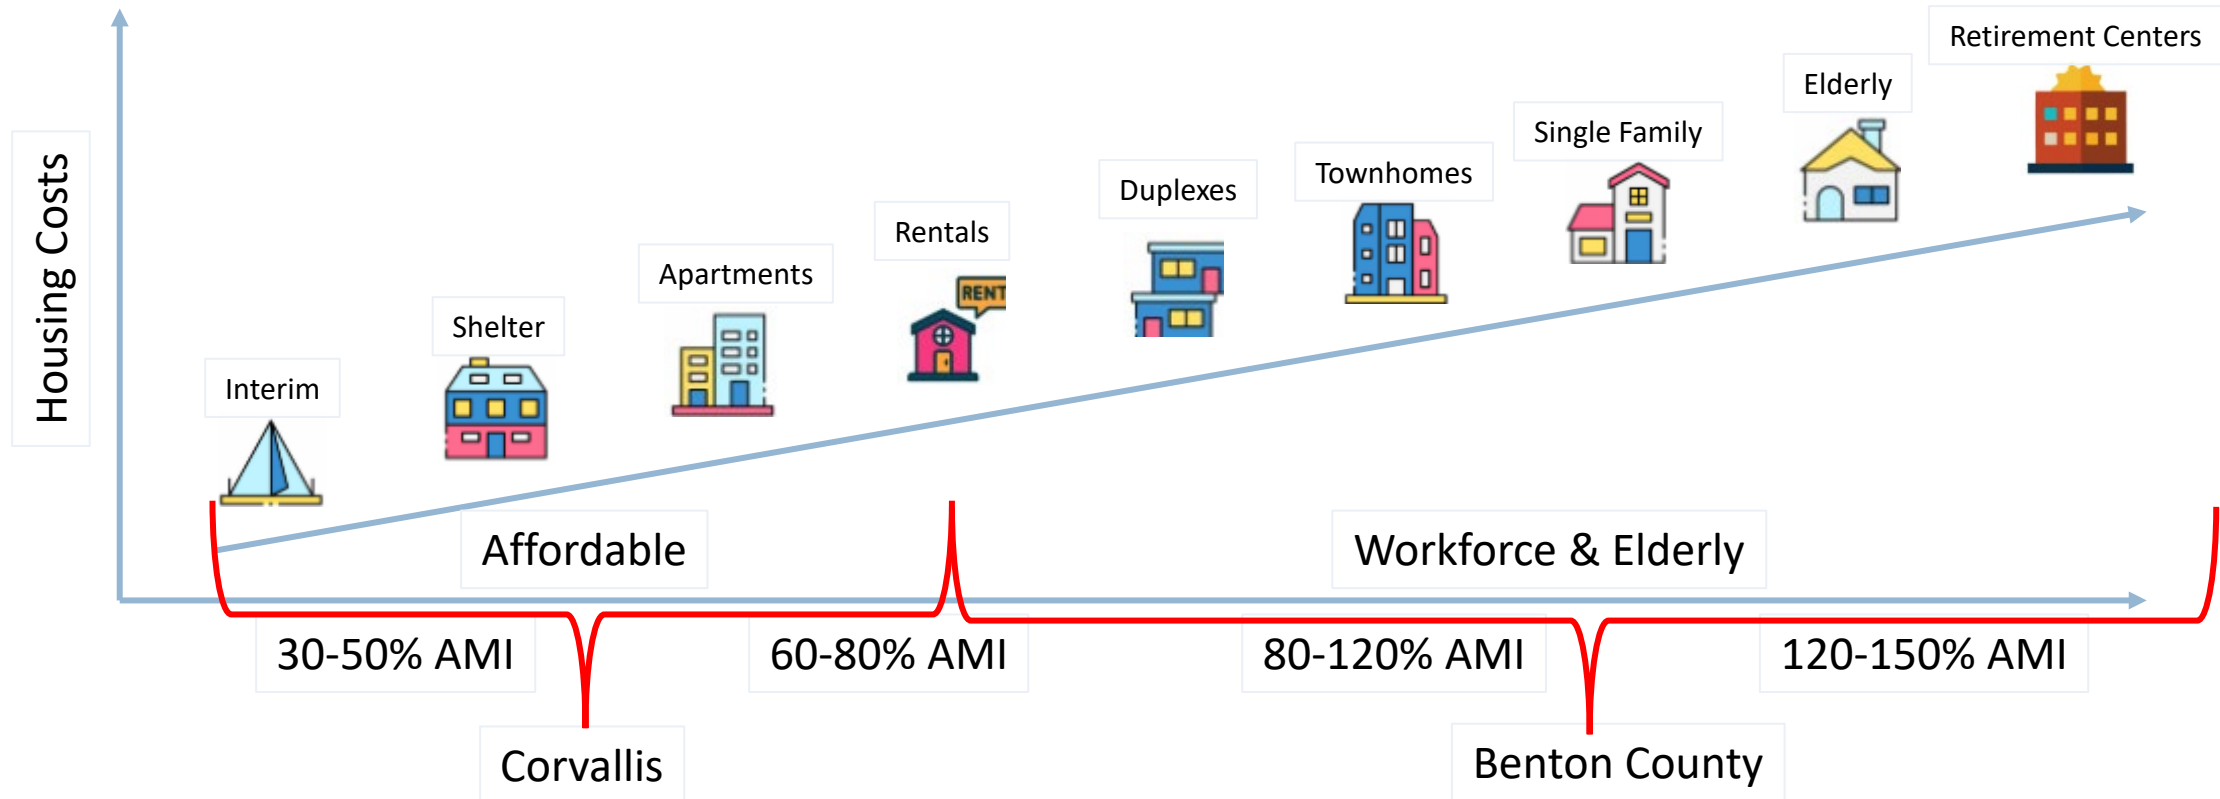 Housing Costs
Interim
Shelter
Apartments
Rentals
RENT
Duplexes
Townhomes
Single Family
Elderly
Retirement Centers
Affordable
Workforce & Elderly
30-50% AMI
60-80% AMI
80-120% AMI
120-150% AMI
Corvallis
Benton County